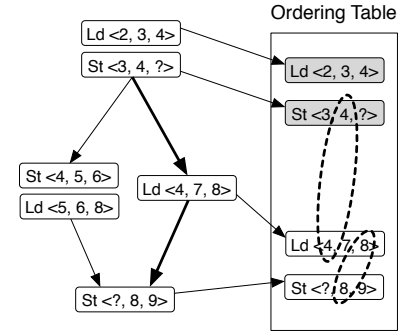 Ordering Table
Ld <2, 3, 4>
St <3, 4, ?>
Ld <2, 3, 4>
St <3, 4, ?>
St <4, 5, 6>
Ld <5, 6, 8>
Ld <4, 7, 8>
Ld <4, 7, 8>
St <?, 8, 9>
St <?, 8, 9>